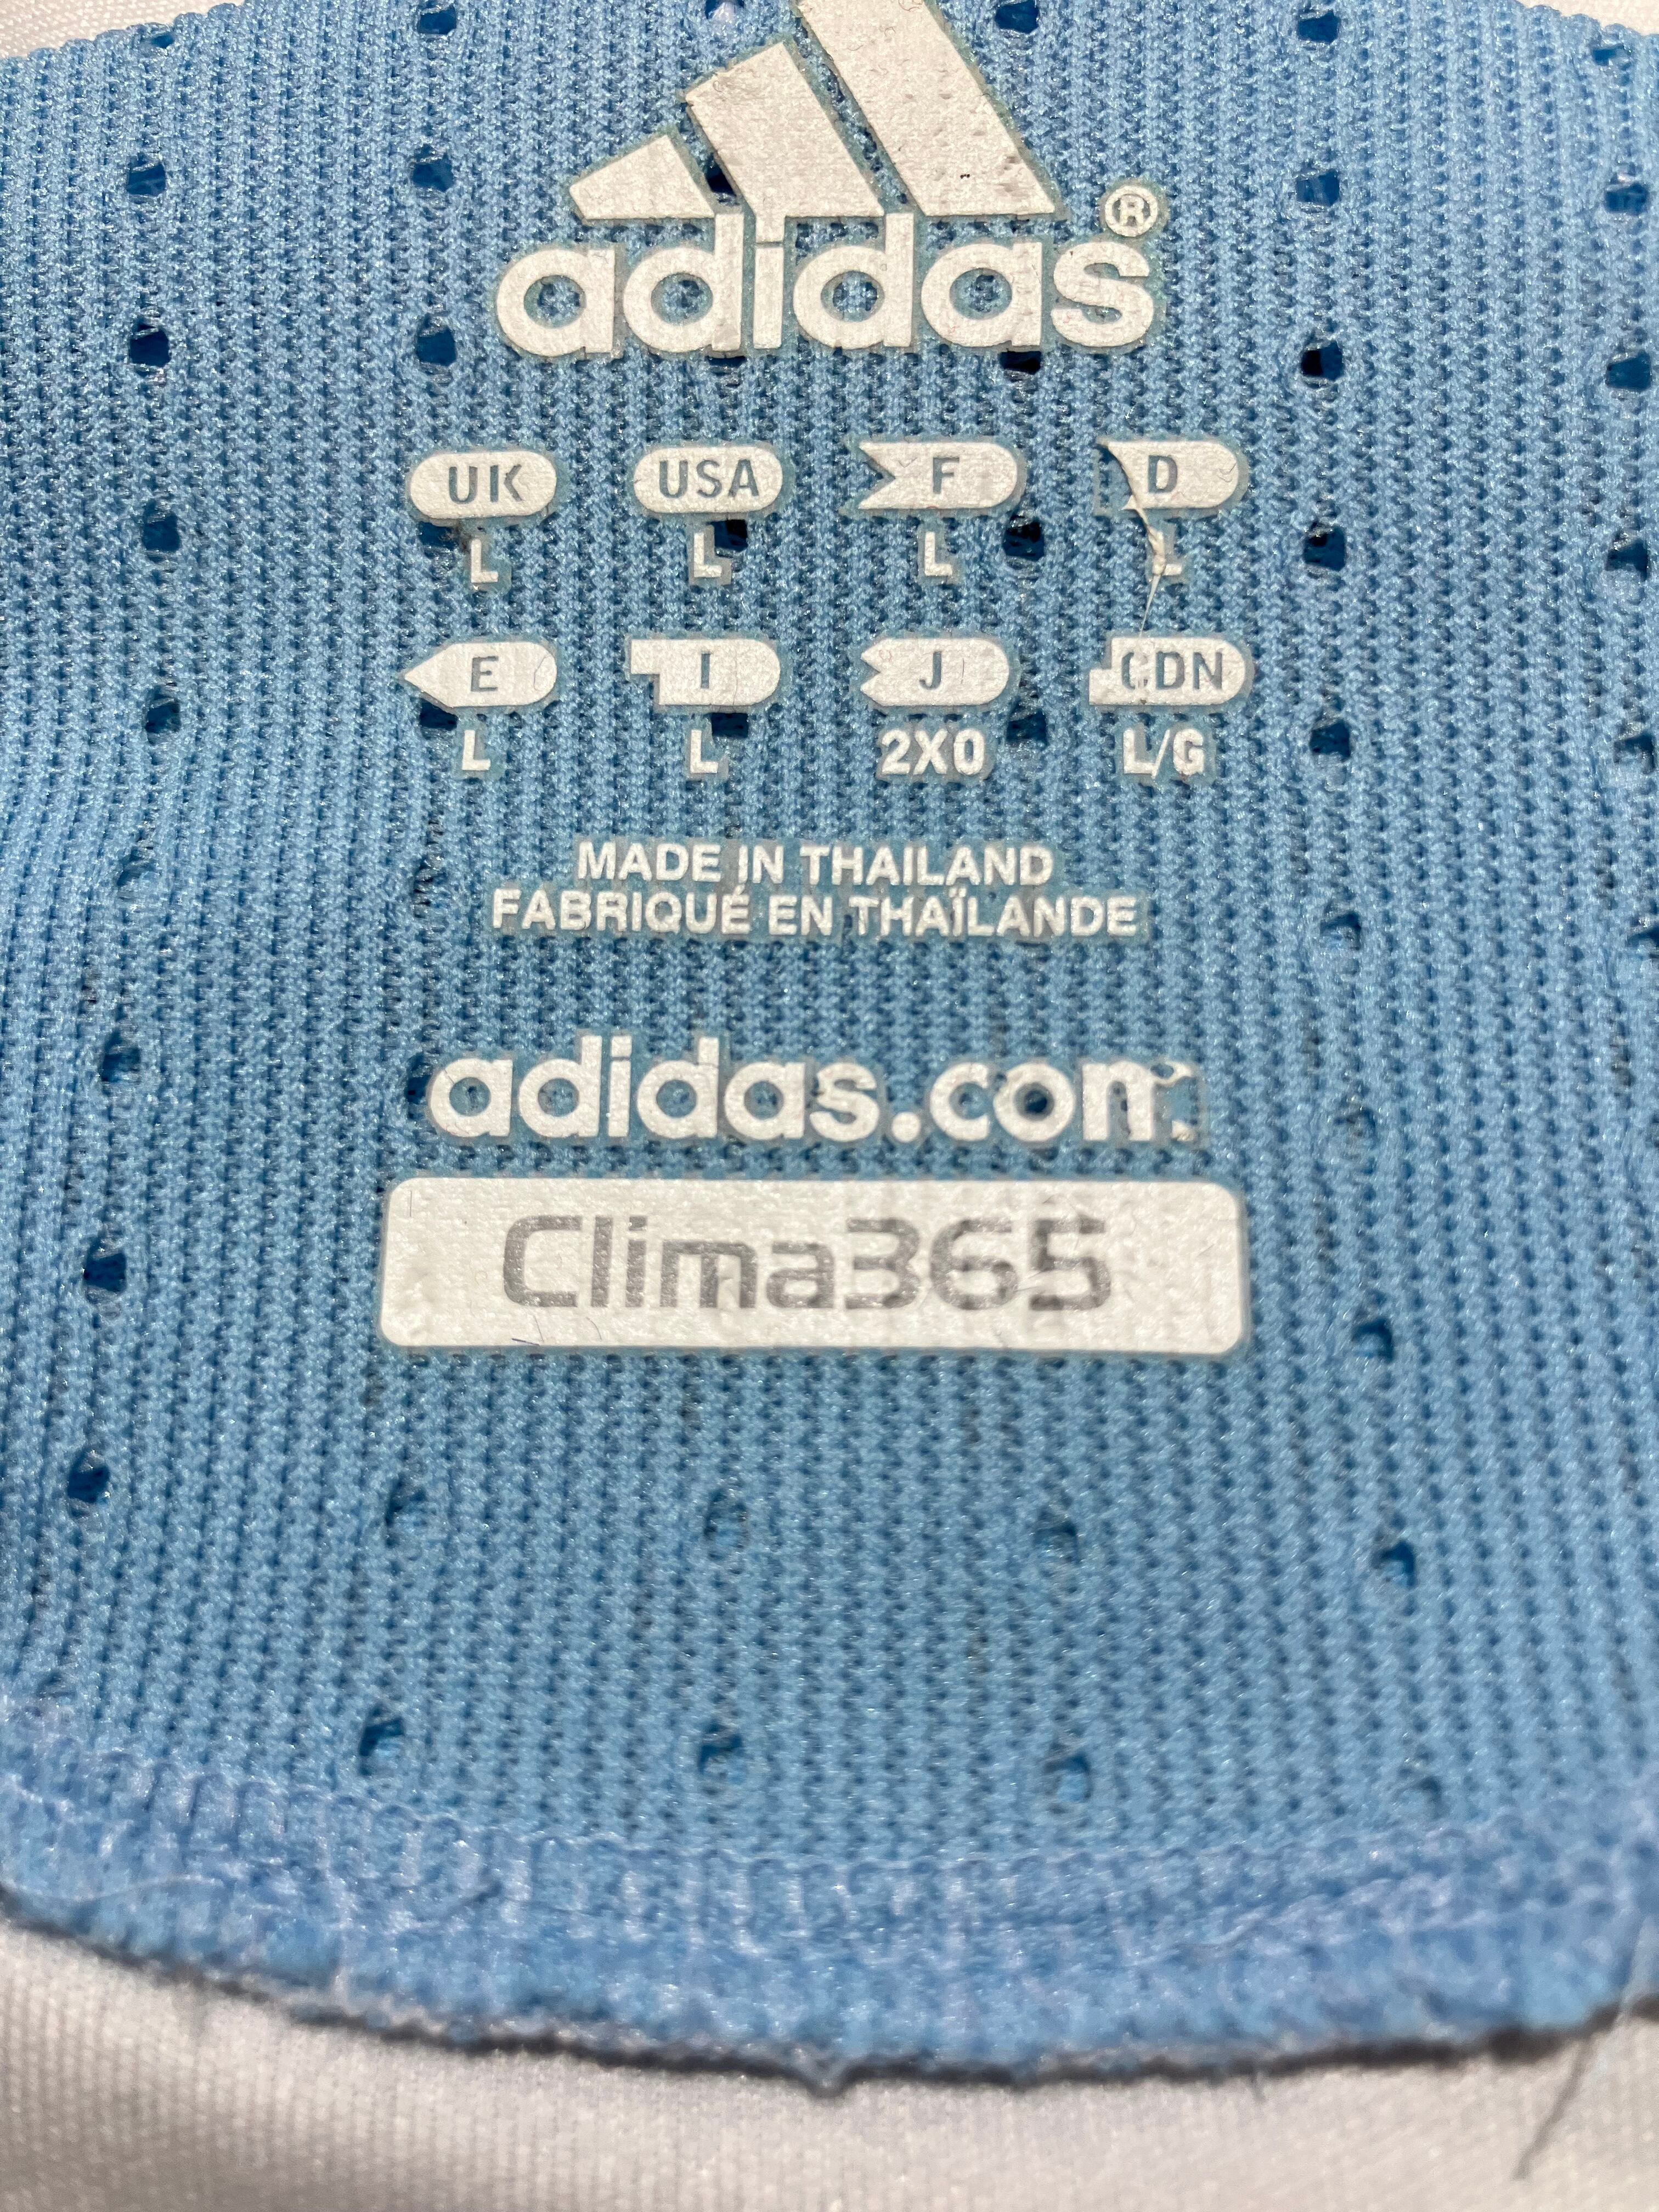 adidas®
UK USA F D
L L L L
E I J CDN
L L 2XO L/G
MADE IN THAILAND
FABRIQUÉ EN THAÏLANDE
adidas.com
Clima365